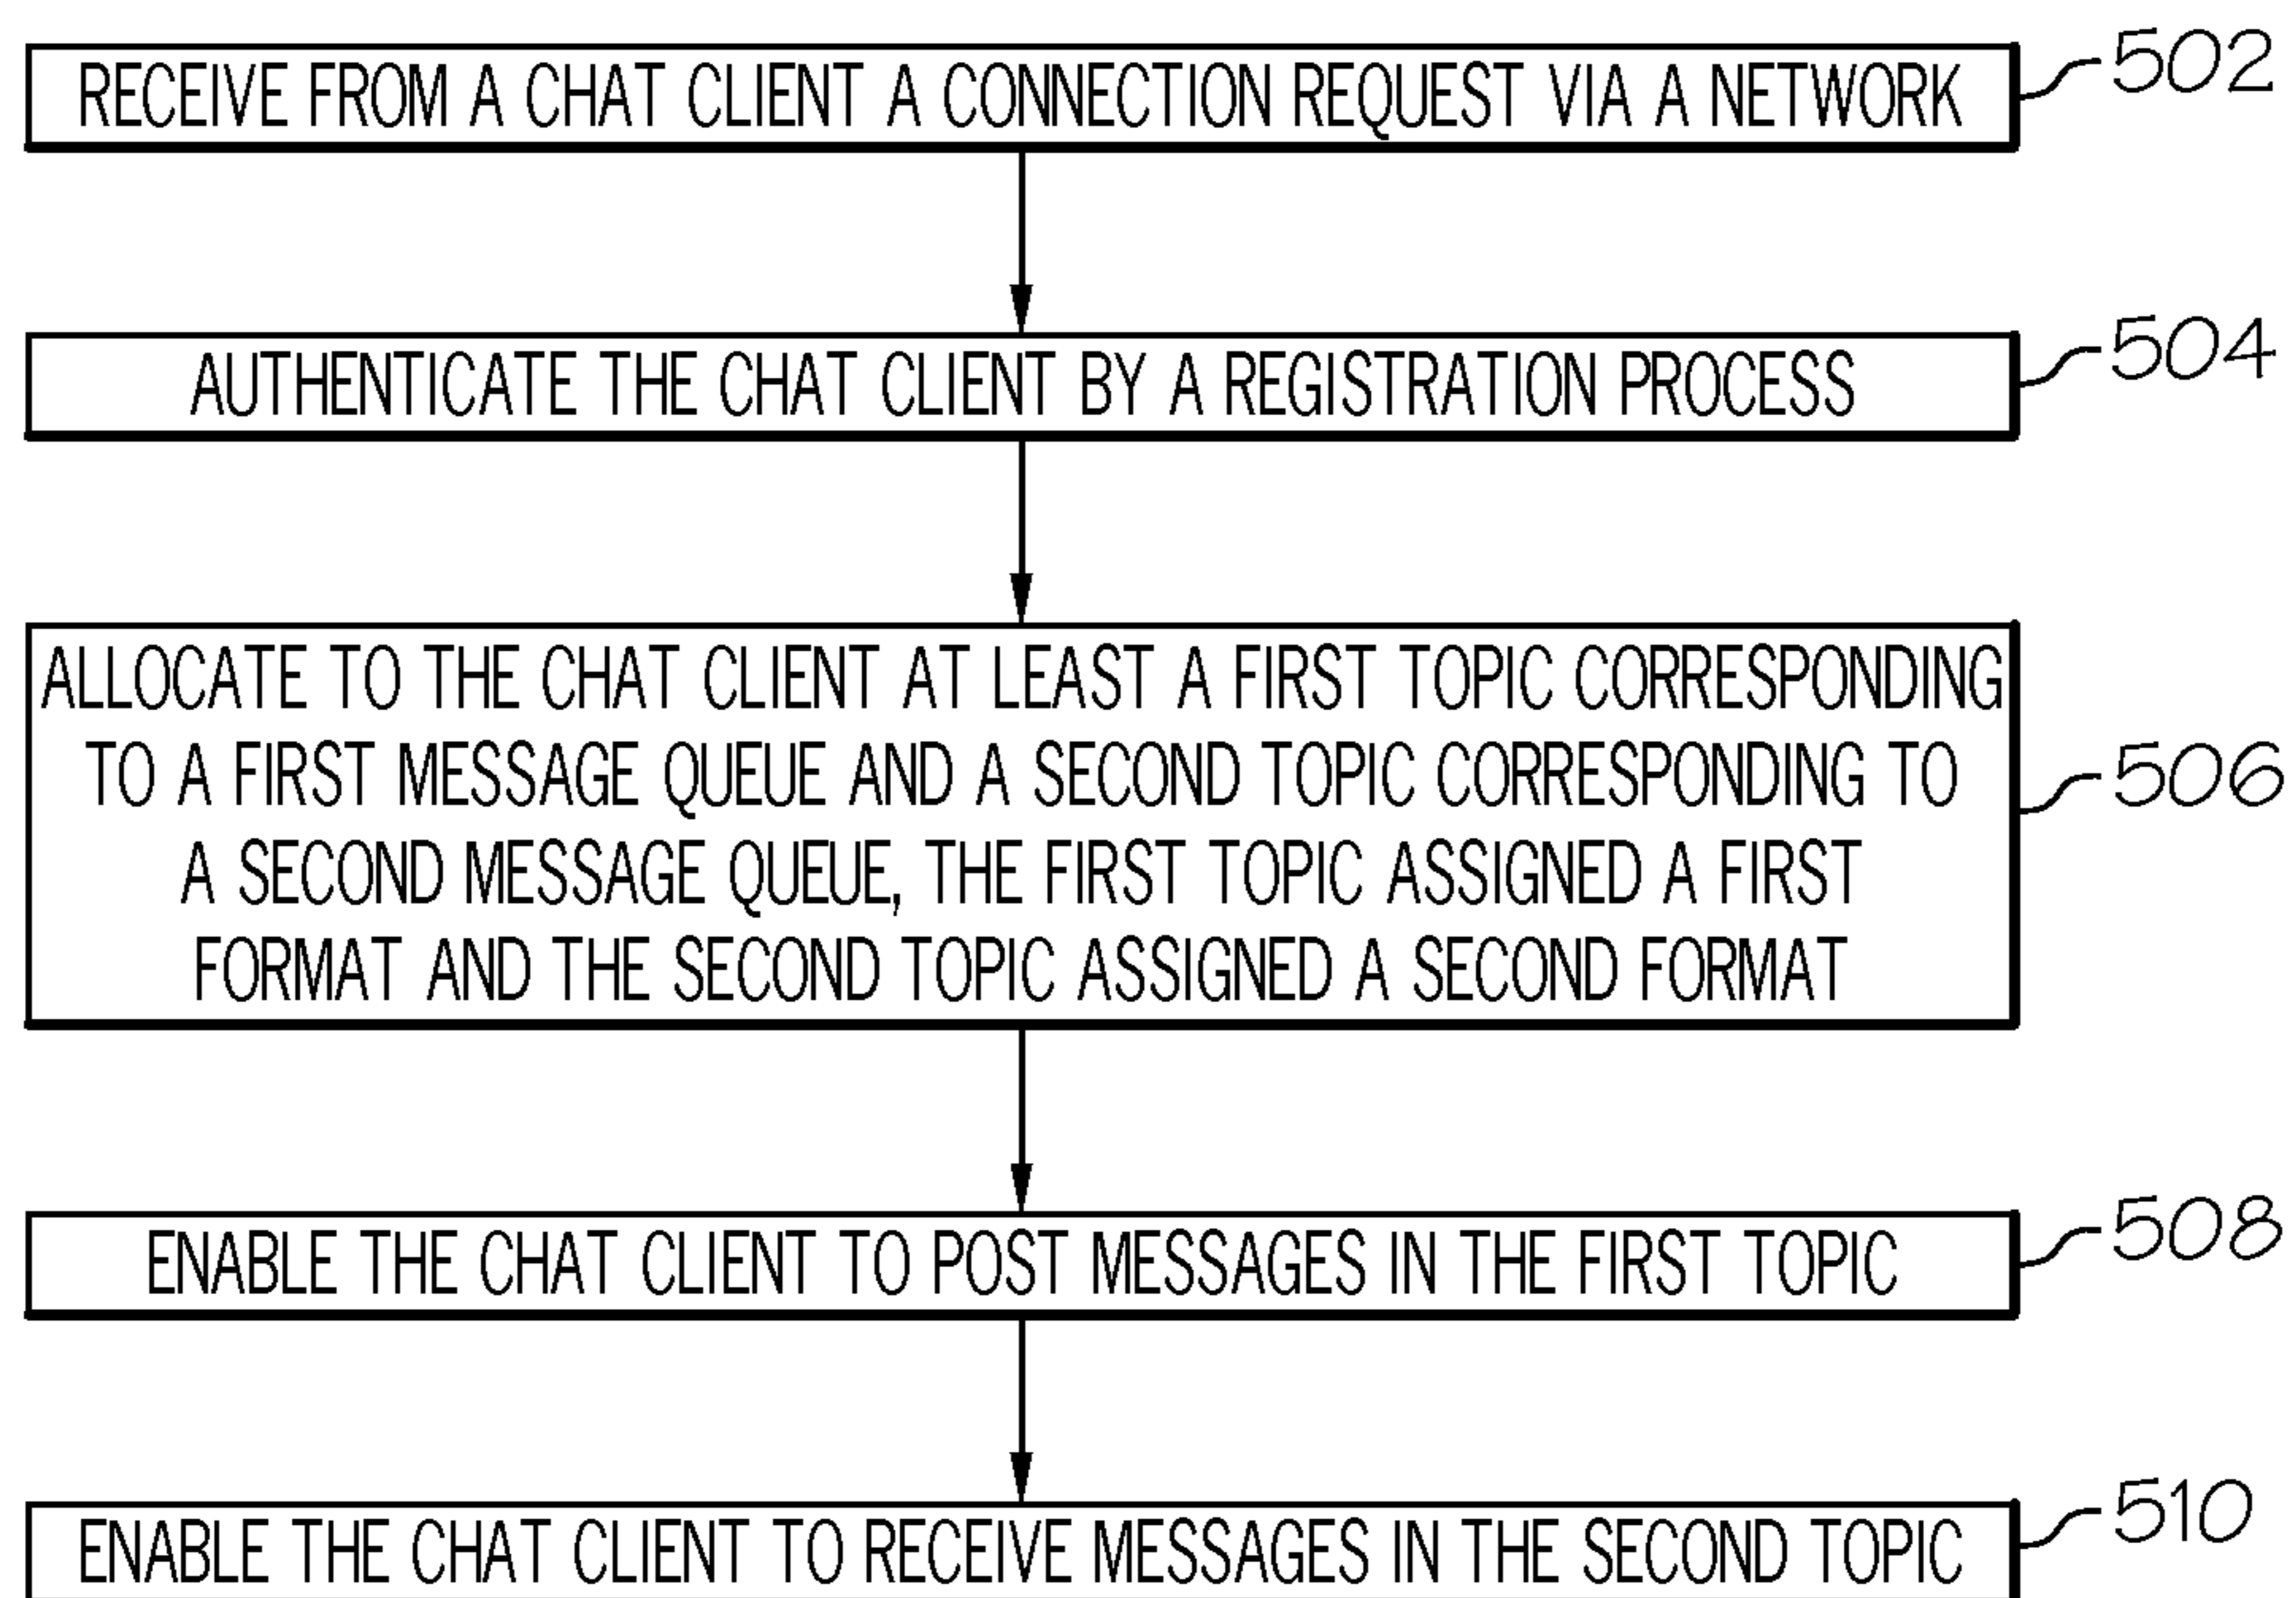 RECEIVE FROM A CHAT CLIENT A CONNECTION REQUEST VIA A NETWORK
502
AUTHENTICATE THE CHAT CLIENT BY A REGISTRATION PROCESS
504
ALLOCATE TO THE CHAT CLIENT AT LEAST A FIRST TOPIC CORRESPONDING
TO A FIRST MESSAGE QUEUE AND A SECOND TOPIC CORRESPONDING TO
A SECOND MESSAGE QUEUE, THE FIRST TOPIC ASSIGNED A FIRST
FORMAT AND THE SECOND TOPIC ASSIGNED A SECOND FORMAT
506
ENABLE THE CHAT CLIENT TO POST MESSAGES IN THE FIRST TOPIC
508
ENABLE THE CHAT CLIENT TO RECEIVE MESSAGES IN THE SECOND TOPIC
510